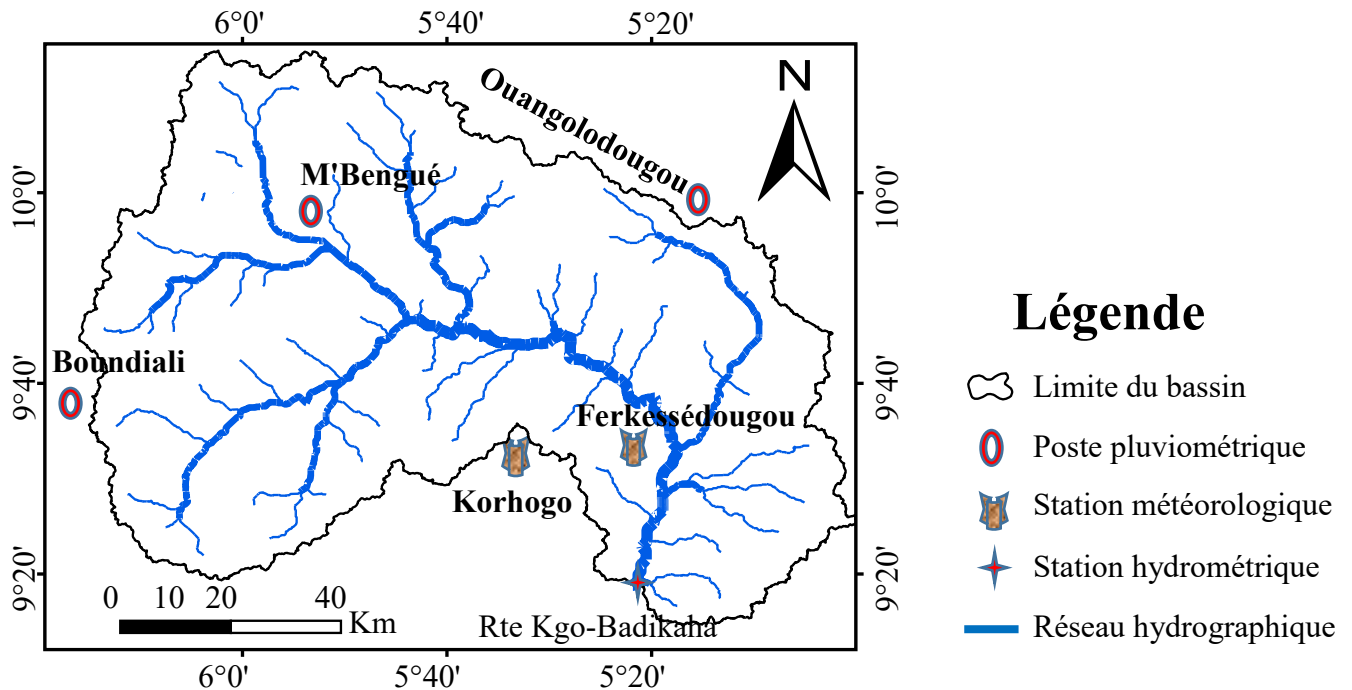 6°0' 5°40' 5°20'
N
Ouangolodougou
M'Bengué
10°0' 10°0'
Boundiali
9°40' 9°40'
Ferkessédougou
Korhogo
9°20' 9°20'
0 10 20 40
Km
Rte Kgo-Badikaha
6°0' 5°40' 5°20'
Légende
Limite du bassin
Poste pluviométrique
Station météorologique
Station hydrométrique
Réseau hydrographique